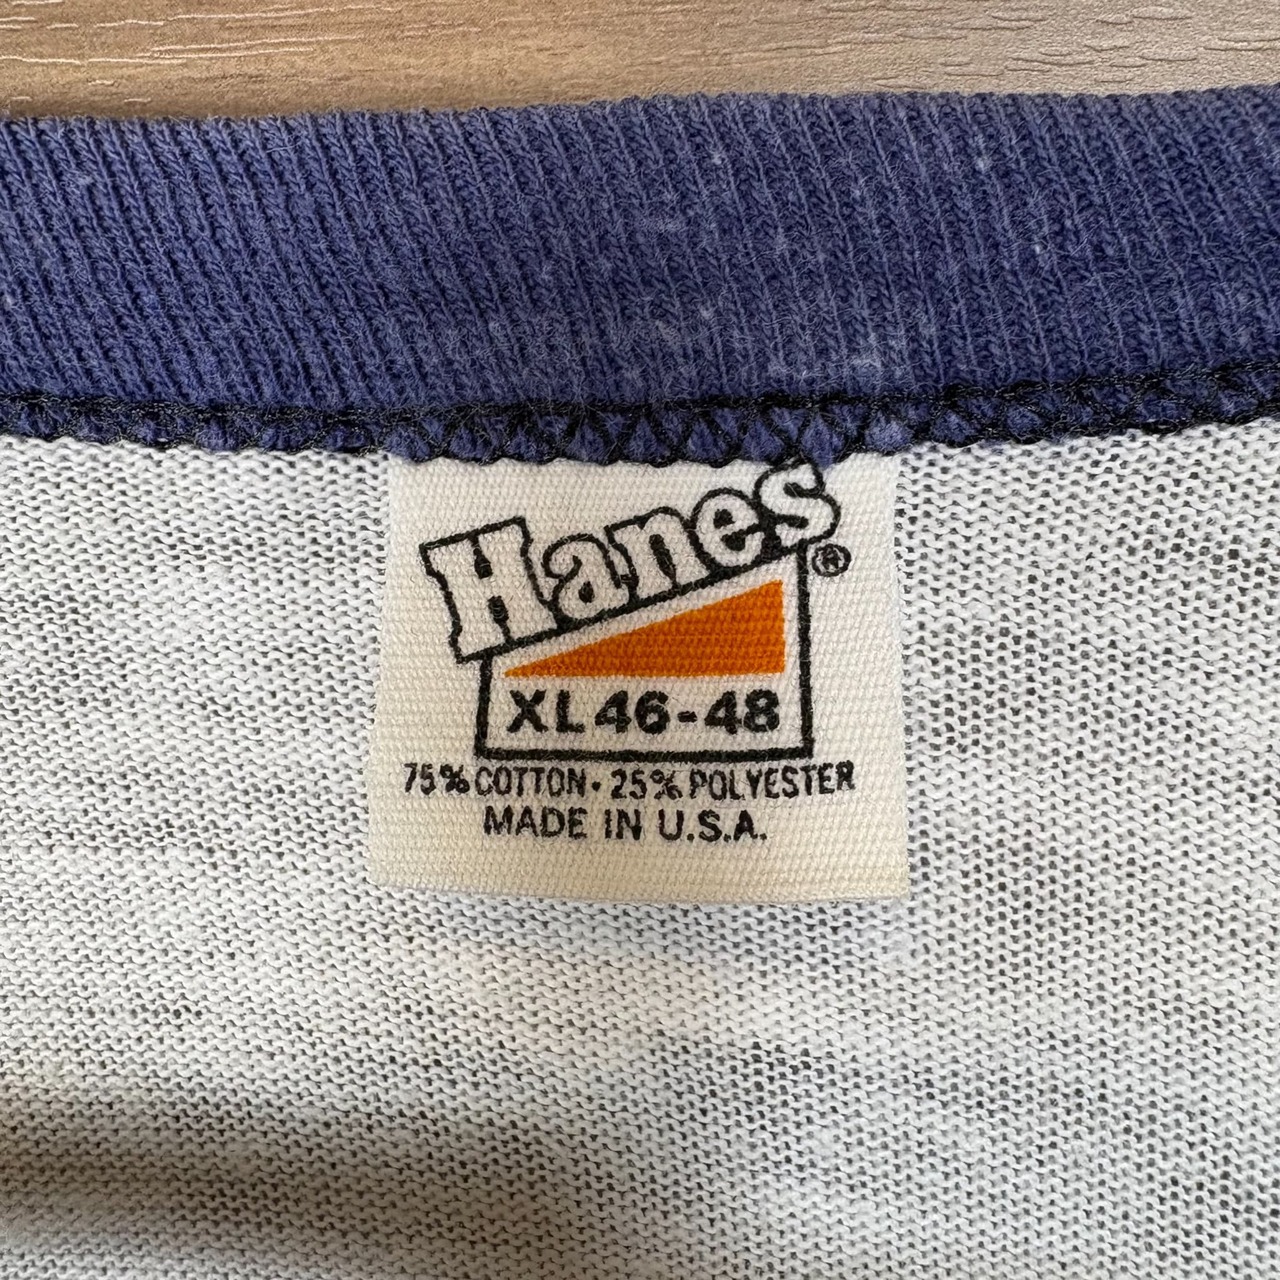 Hanes®
XL 46-48
75% COTTON • 25% POLYESTER
MADE IN U.S.A.